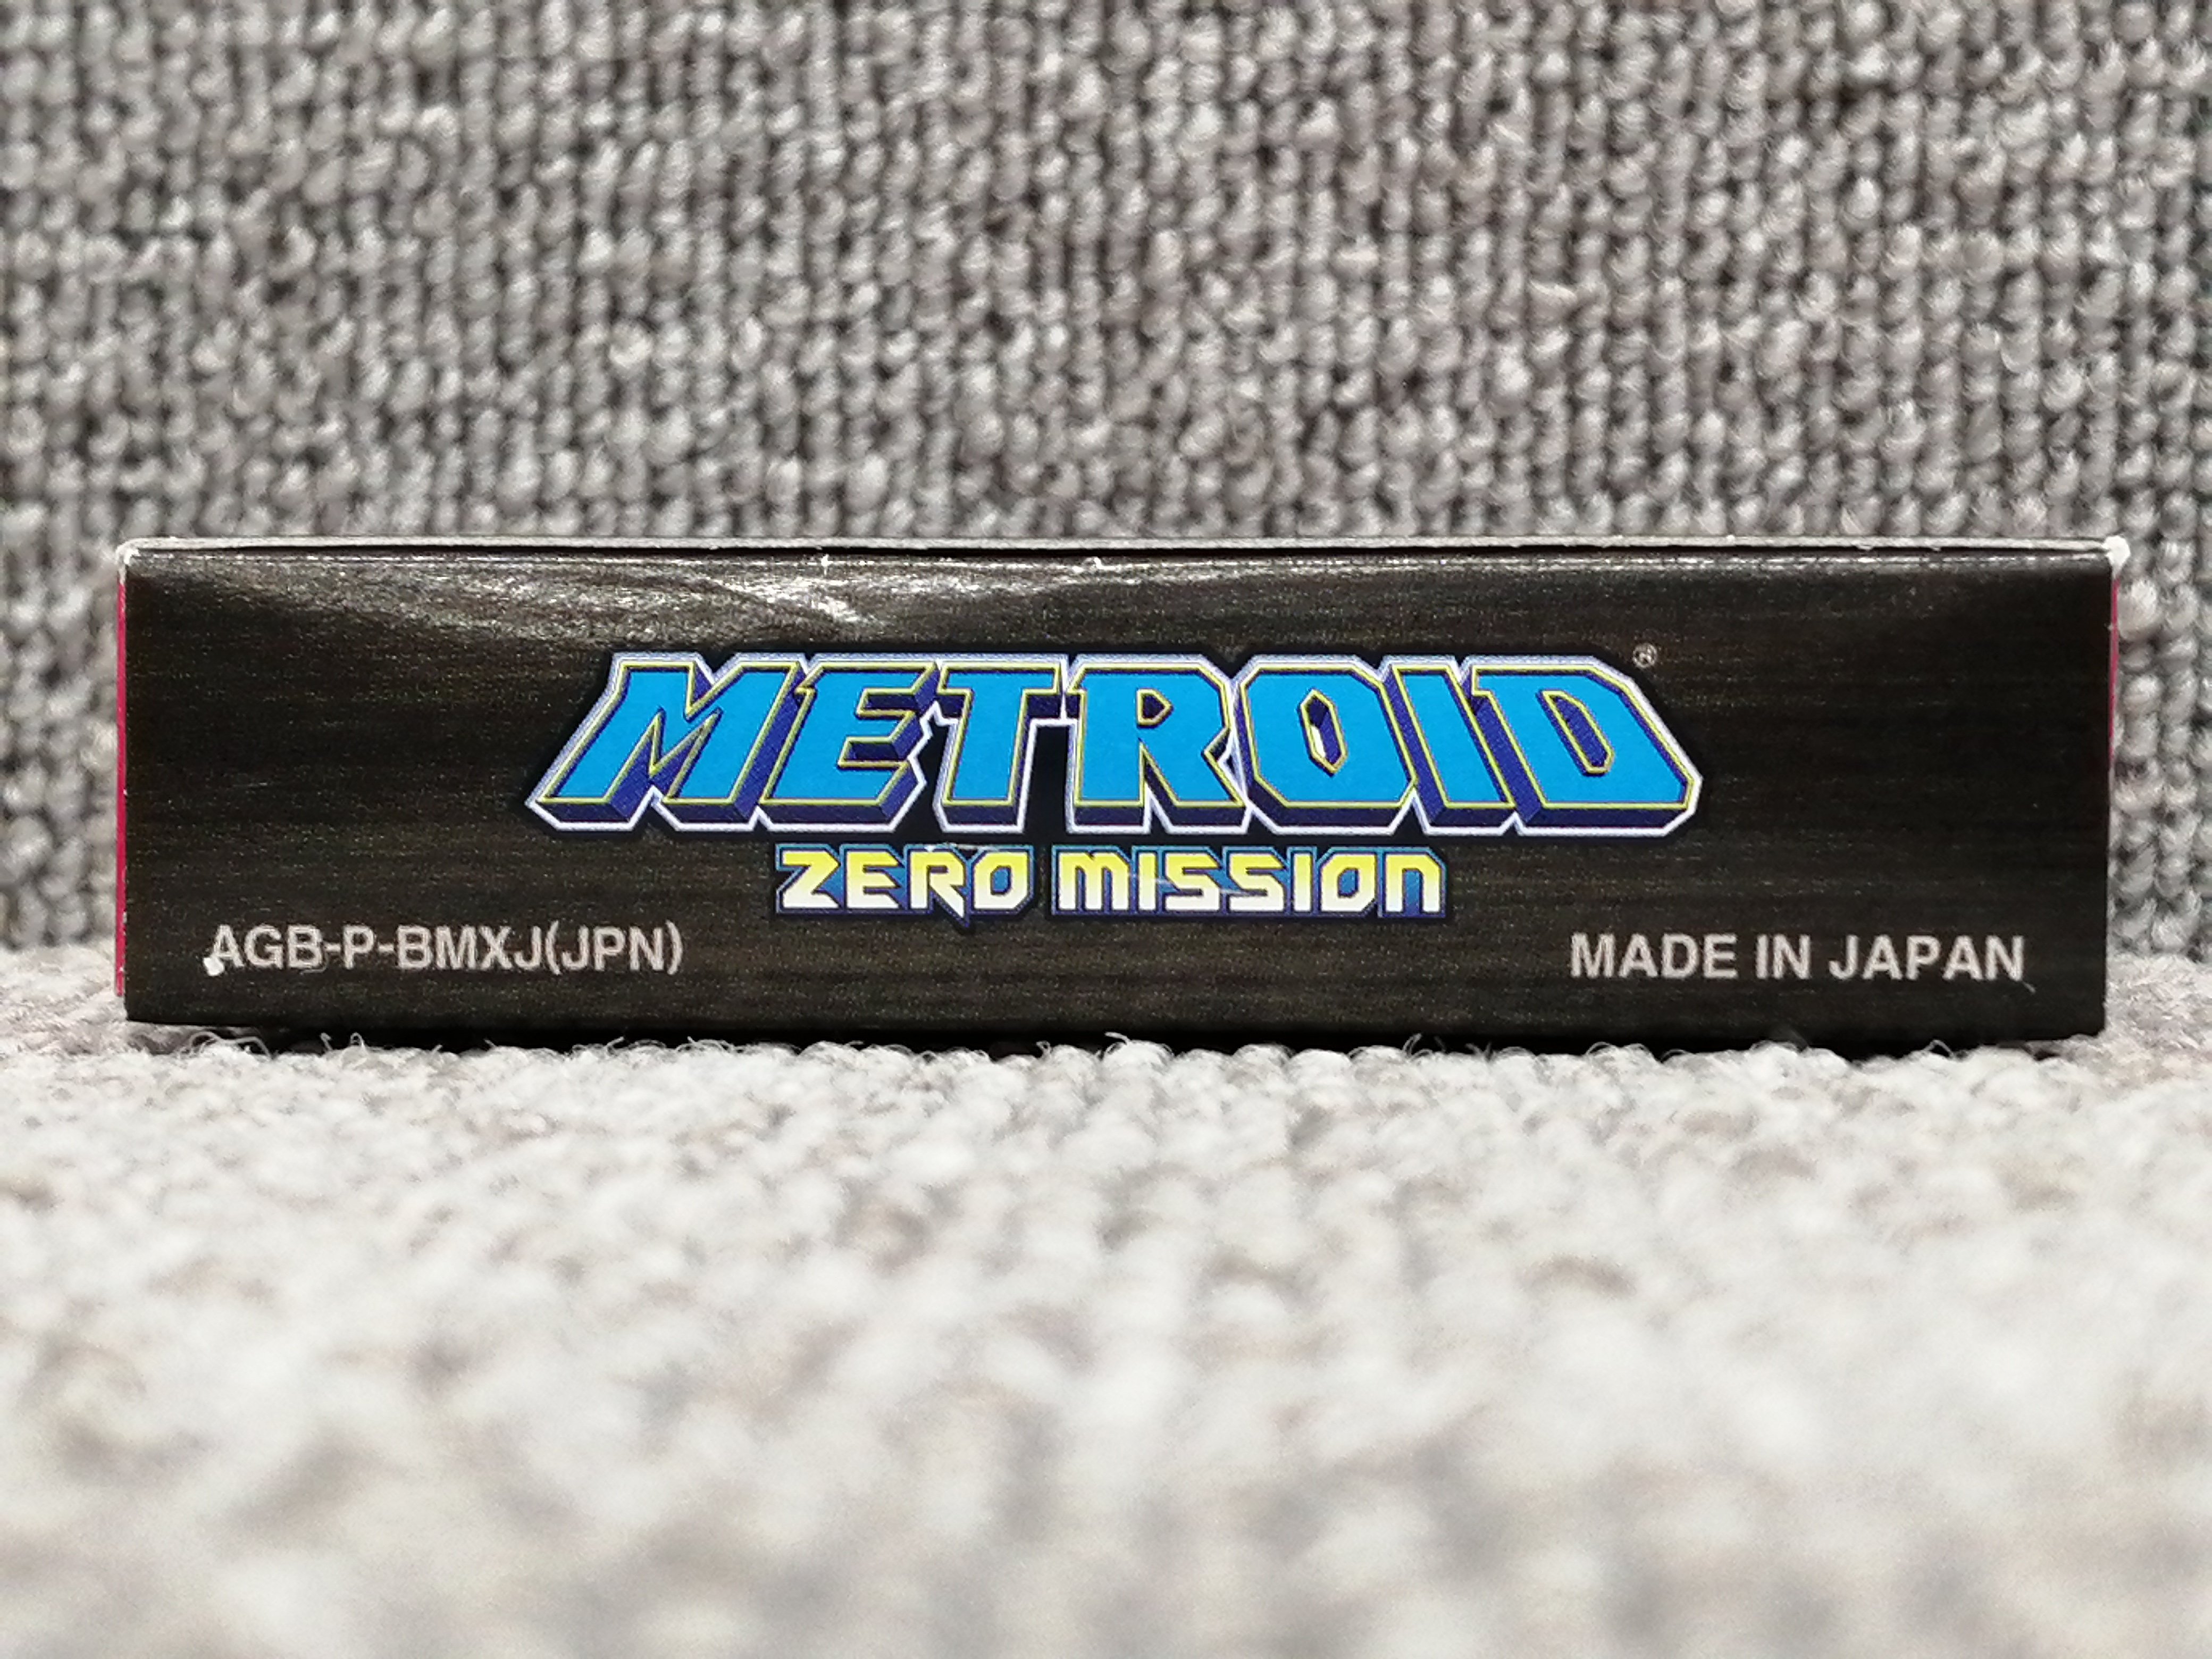 METROID®
ZERO MISSION
AGB-P-BMXJ(JPN)
MADE IN JAPAN